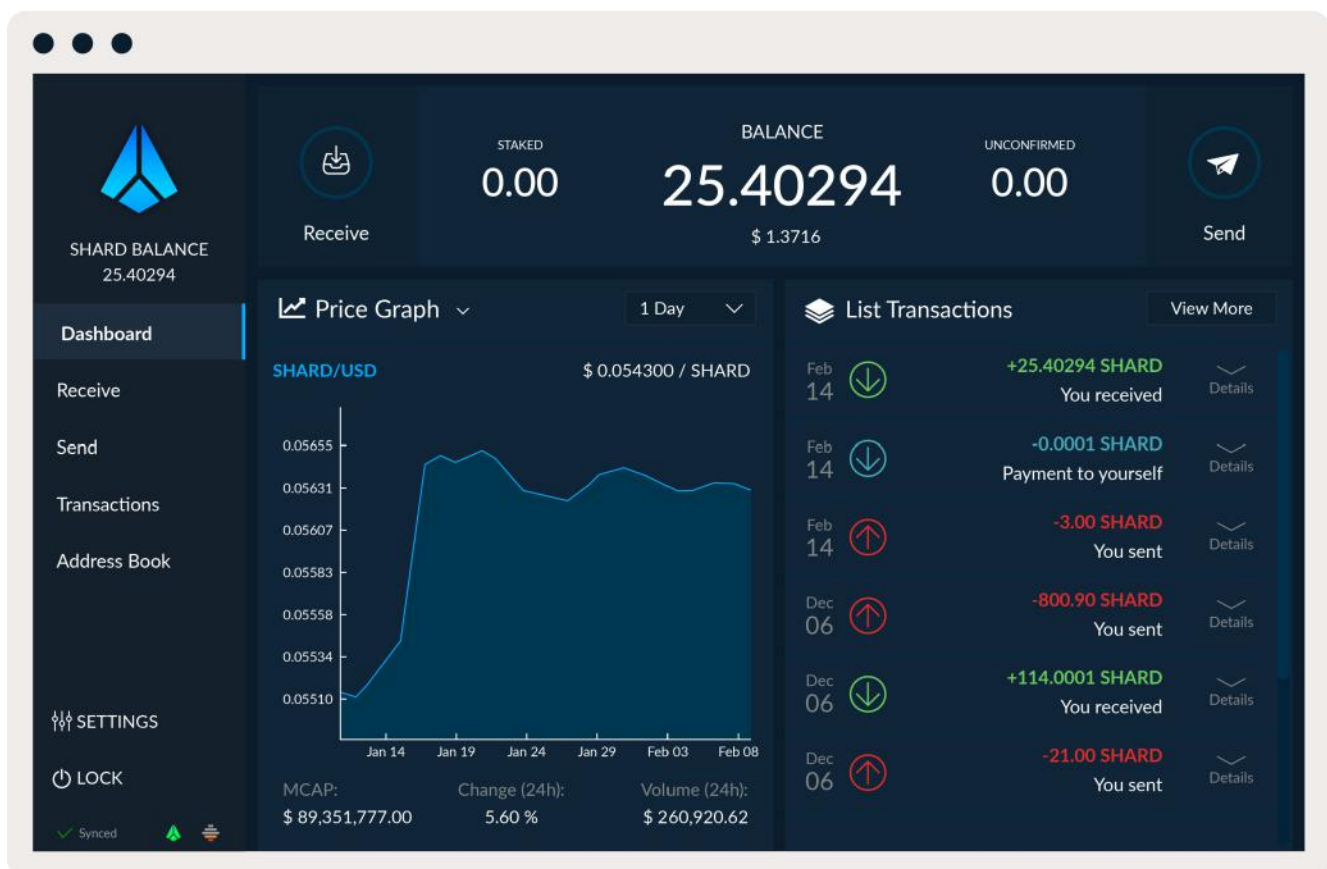 SHARD BALANCE
25.40294
Dashboard
Receive
Send
Transactions
Address Book
SETTINGS
LOCK
Synced
Receive
STAKED
0.00
BALANCE
25.40294
$ 1.3716
UNCONFIRMED
0.00
Send
Price Graph
1 Day
SHARD/USD
$ 0.054300 / SHARD
0.05655
0.05631
0.05607
0.05583
0.05558
0.05534
0.05510
Jan 14 Jan 19 Jan 24 Jan 29 Feb 03 Feb 08
MCAP: Change (24h): Volume (24h):
$ 89,351,777.00 5.60 % $ 260,920.62
List Transactions
View More
Feb
14
+25.40294 SHARD
You received
Details
Feb
14
-0.0001 SHARD
Payment to yourself
Details
Feb
14
-3.00 SHARD
You sent
Details
Dec
06
-800.90 SHARD
You sent
Details
Dec
06
+114.0001 SHARD
You received
Details
Dec
06
-21.00 SHARD
You sent
Details